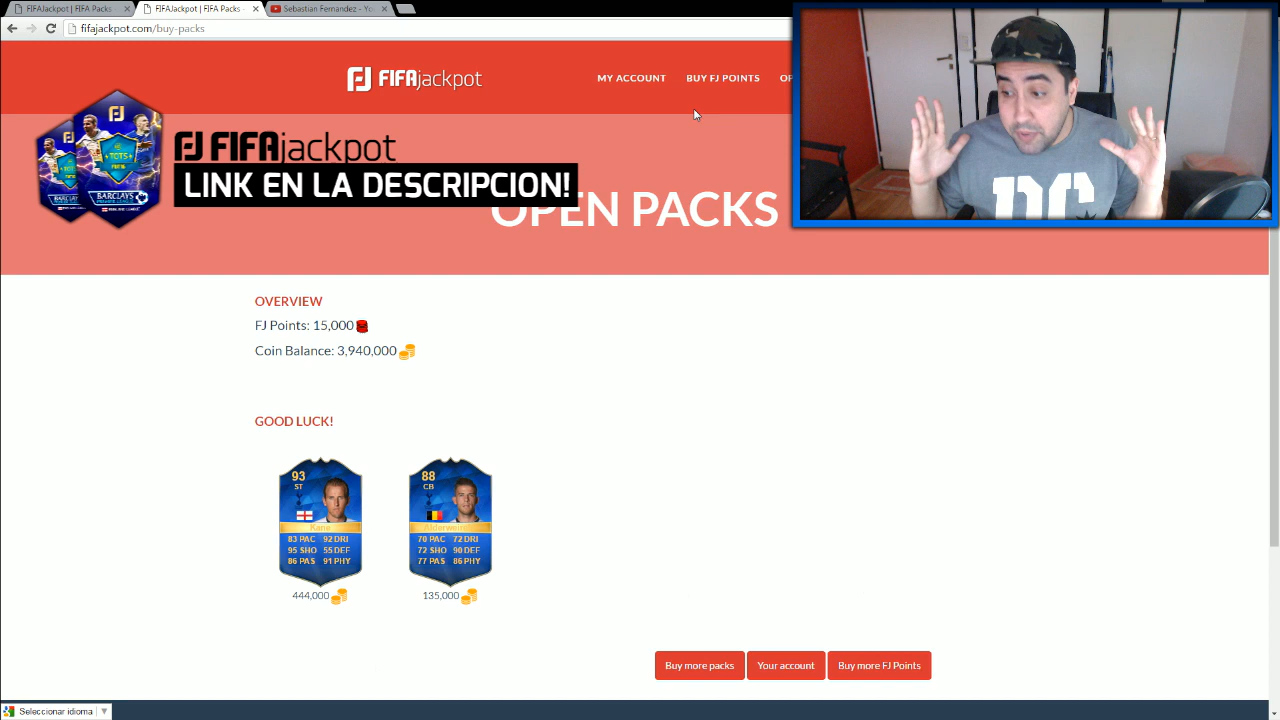 FIFAJackpot | FIFA Packs
FIFAJackpot | FIFA Packs -
Sebastian Fernandez - Yo
fifajackpot.com/buy-packs
FJ FIFAjackpot
MY ACCOUNT
BUY FJ POINTS
OP
FJ FIFAjackpot
LINK EN LA DESCRIPCION!
TOTS
BARCLAYS
OPEN PACKS
DC
OVERVIEW
FJ Points: 15,000
Coin Balance: 3,940,000
GOOD LUCK!
93
ST
Kane
83 PAC 92 DRI
95 SHO 55 DEF
86 PAS 91 PHY
444,000
88
CB
70 PAC 72 DRI
72 SHO 90 DEF
77 PAS 86 PHY
135,000
Buy more packs
Your account
Buy more FJ Points
Seleccionar idioma